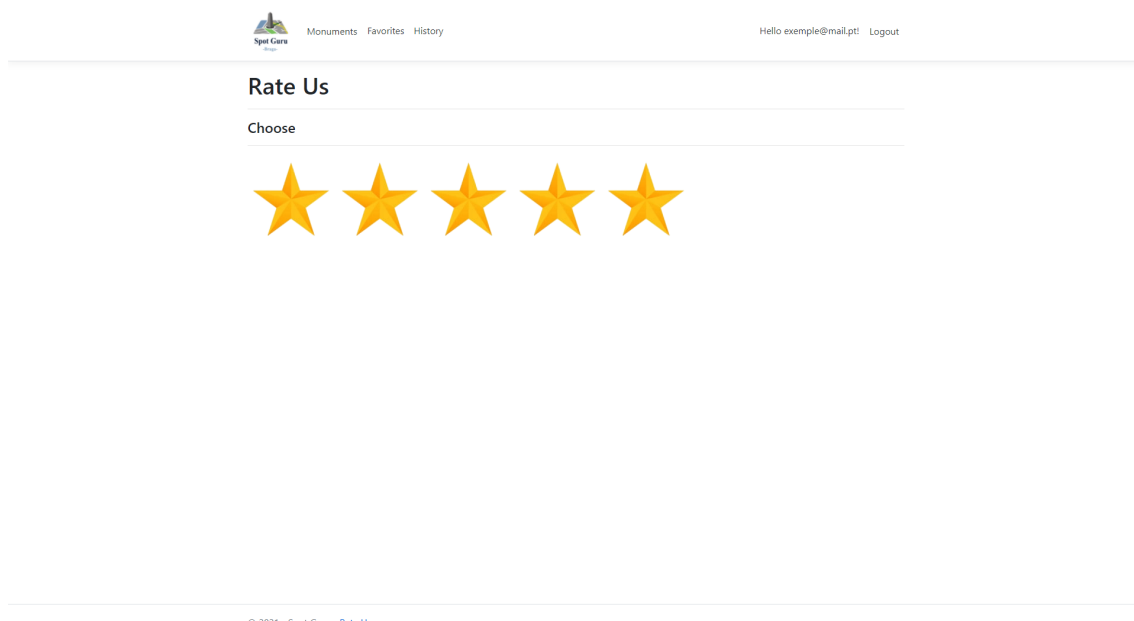 Spot Guru
Monuments Favorites History
Hello exemple@mail.pt! Logout
Rate Us
Choose